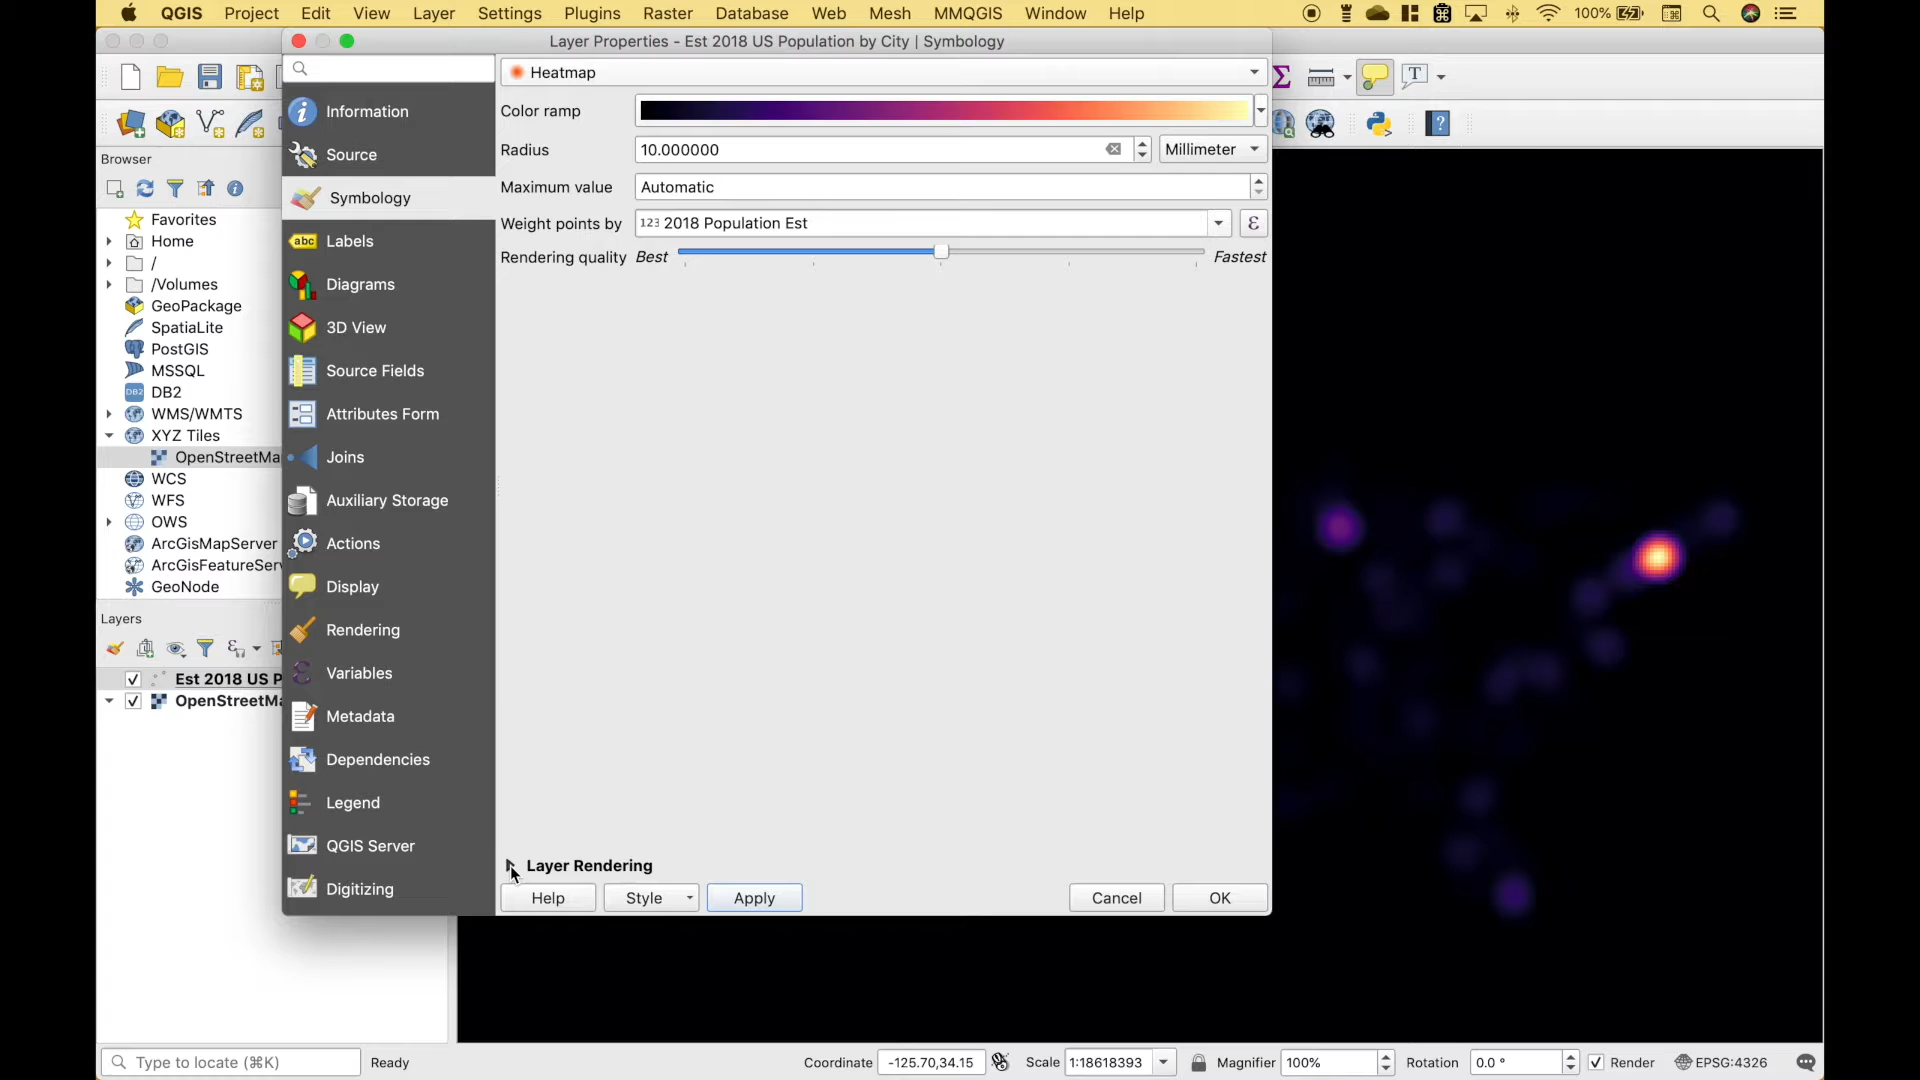 QGIS Project Edit View Layer Settings Plugins Raster Database Web Mesh MMQGIS Window Help 100%
Layer Properties - Est 2018 US Population by City | Symbology
Heatmap
Information
Color ramp
Source
Radius 10.000000 Millimeter
Symbology
Maximum value Automatic
Weight points by 123 2018 Population Est ε
Rendering quality Best Fastest
Labels
Diagrams
3D View
Source Fields
Attributes Form
Joins
Auxiliary Storage
Actions
Display
Rendering
Variables
Metadata
Dependencies
Legend
QGIS Server
Digitizing
Layer Rendering
Help Style Apply Cancel OK
Browser
Favorites
Home
/
/Volumes
GeoPackage
SpatiaLite
PostGIS
MSSQL
DB2 DB2
WMS/WMTS
XYZ Tiles
OpenStreetMa
WCS
WFS
OWS
ArcGisMapServer
ArcGisFeatureServ
GeoNode
Layers
Est 2018 US P
OpenStreetMa
Type to locate (⌘K) Ready Coordinate -125.70,34.15 Scale 1:18618393 Magnifier 100% Rotation 0.0 ° Render EPSG:4326